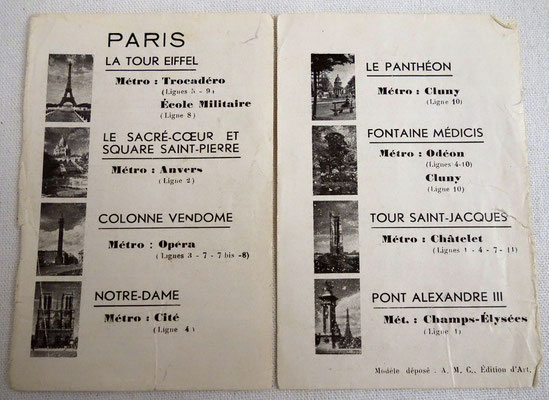 PARIS
LA TOUR EIFFEL
Métro : Trocadéro
(Lignes 5 - 9)
École Militaire
(Ligne 8)
LE SACRÉ-CŒUR ET
SQUARE SAINT-PIERRE
Métro : Anvers
(Ligne 2)
COLONNE VENDOME
Métro : Opéra
(Lignes 3 - 7 - 7 bis -8)
NOTRE-DAME
Métro : Cité
(Ligne 4)
LE PANTHÉON
Métro : Cluny
(Ligne 10)
FONTAINE MÉDICIS
Métro : Odéon
(Lignes 4-10)
Cluny
(Ligne 10)
TOUR SAINT-JACQUES
Métro : Châtelet
(Lignes 1 - 4 - 7 - 11)
PONT ALEXANDRE III
Mét. : Champs-Élysées
(Ligne 1)
Modèle déposé : A. M. C., Édition d'Art.